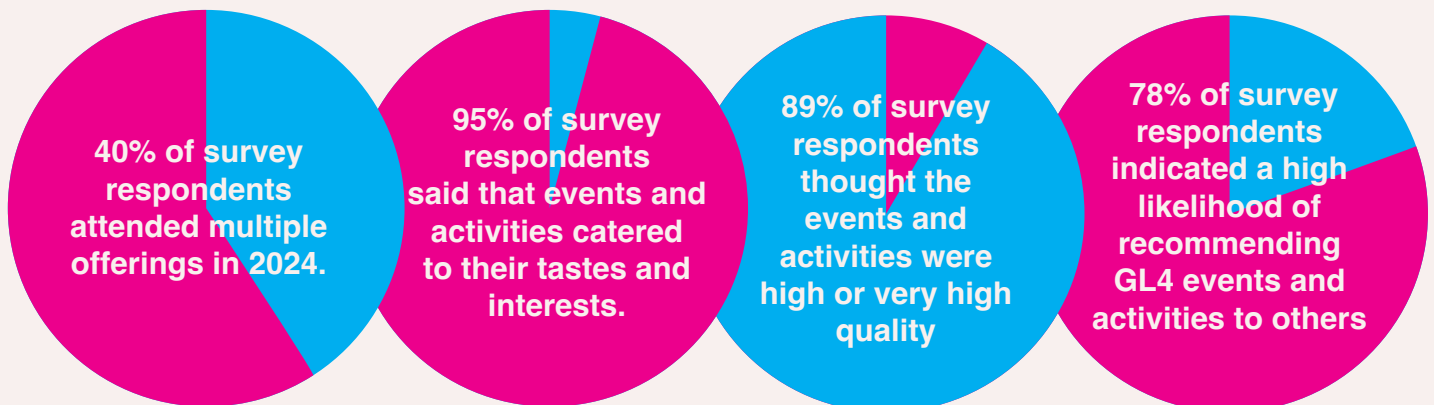 40% of survey
respondents
attended multiple
offerings in 2024.
95% of survey
respondents
said that events and
activities catered
to their tastes and
interests.
89% of survey
respondents
thought the
events and
activities were
high or very high
quality
78% of survey
respondents
indicated a high
likelihood of
recommending
GL4 events and
activities to others